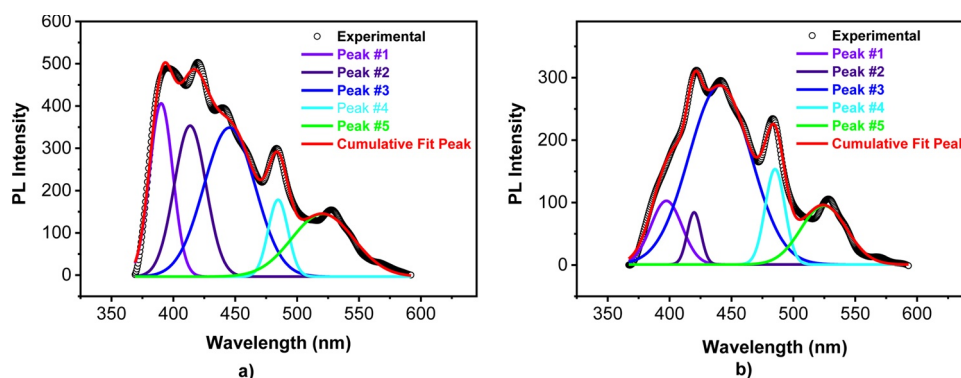 600
500
400
300
200
100
0
PL Intensity
Experimental
Peak #1
Peak #2
Peak #3
Peak #4
Peak #5
Cumulative Fit Peak
350 400 450 500 550 600
Wavelength (nm)
a)
300
200
100
0
PL Intensity
Experimental
Peak #1
Peak #2
Peak #3
Peak #4
Peak #5
Cumulative Fit Peak
350 400 450 500 550 600
Wavelength (nm)
b)